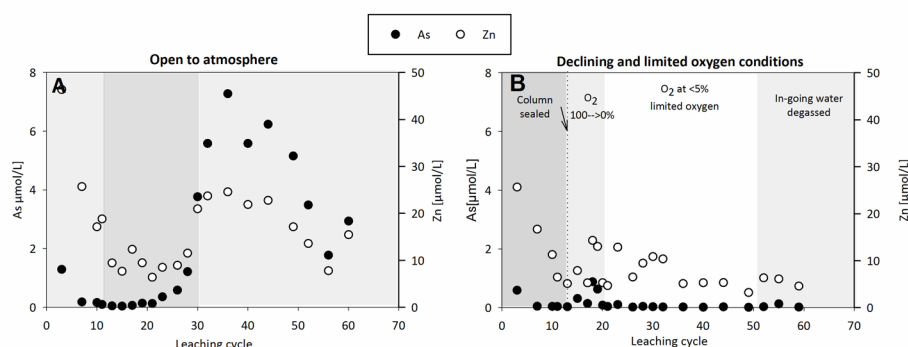 As Zn
Open to atmosphere
Declining and limited oxygen conditions
A
8
6
4
2
0
As µmol/L
50
40
30
20
10
0
Zn [µmol/L]
0 10 20 30 40 50 60 70
Leaching cycle
B
Column
sealed
O2
100-->0%
O2 at <5%
limited oxygen
In-going water
degassed
8
6
4
2
0
As[µmol/L]
50
40
30
20
10
0
Zn [µmol/L]
0 10 20 30 40 50 60 70
Leaching cycle